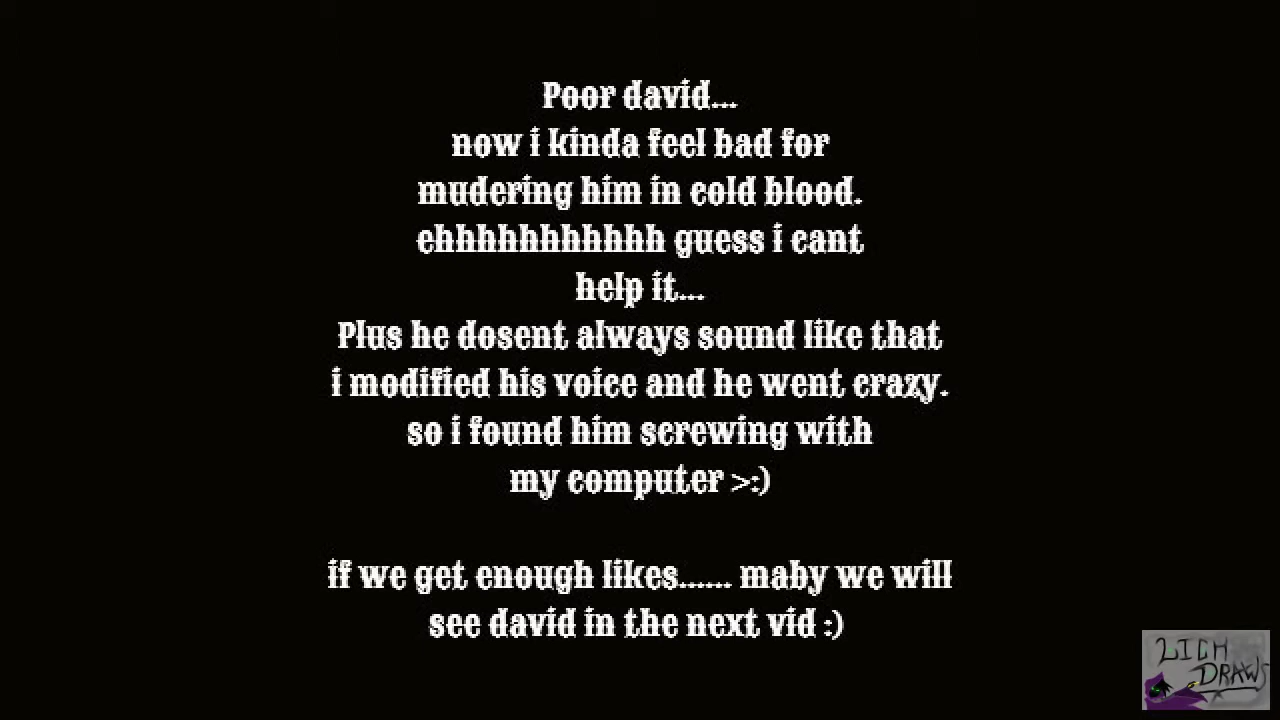 Poor david...
now i kinda feel bad for
mudering him in cold blood.
ehhhhhhhhhhh guess i cant
help it...
Plus he dosent always sound like that
i modified his voice and he went crazy.
so i found him screwing with
my computer >:)
if we get enough likes...... maby we will
see david in the next vid :)
LICH
DRAWS